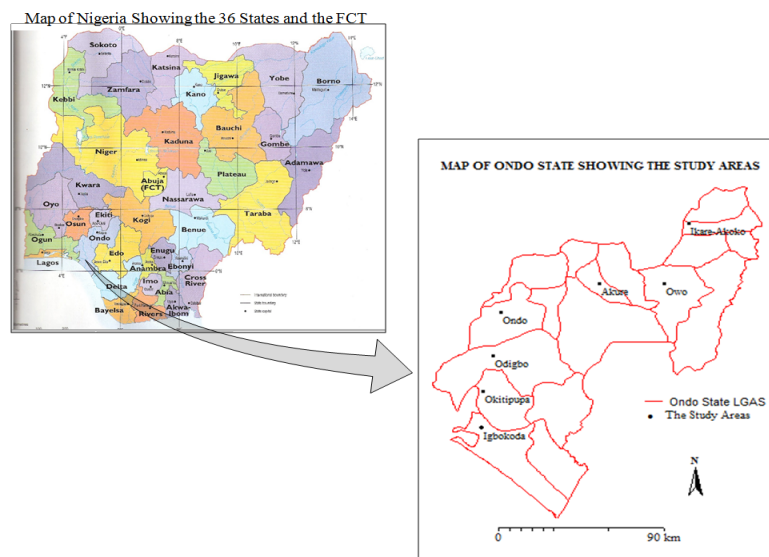 Map of Nigeria Showing the 36 States and the FCT
Sokoto
Katsina
Jigawa
Yobe
Borno
Zamfara
Kano
Kebbi
Bauchi
Kaduna
Gombe
Niger
Adamawa
Abuja
(FCT)
Plateau
Kwara
Nassarawa
Oyo
Taraba
Ekiti
Kogi
Osun
Benue
Ogun
Ondo
Edo
Enugu
Lagos
Anambra
Ebonyi
Cross
River
Delta
Imo
Abia
Bayelsa
Rivers
Akwa-
Ibom
MAP OF ONDO STATE SHOWING THE STUDY AREAS
Ikare-Akoko
Akure
Owo
Ondo
Odigbo
Okitipupa
Igbokoda
Ondo State LGAS
The Study Areas
N
0
90 km